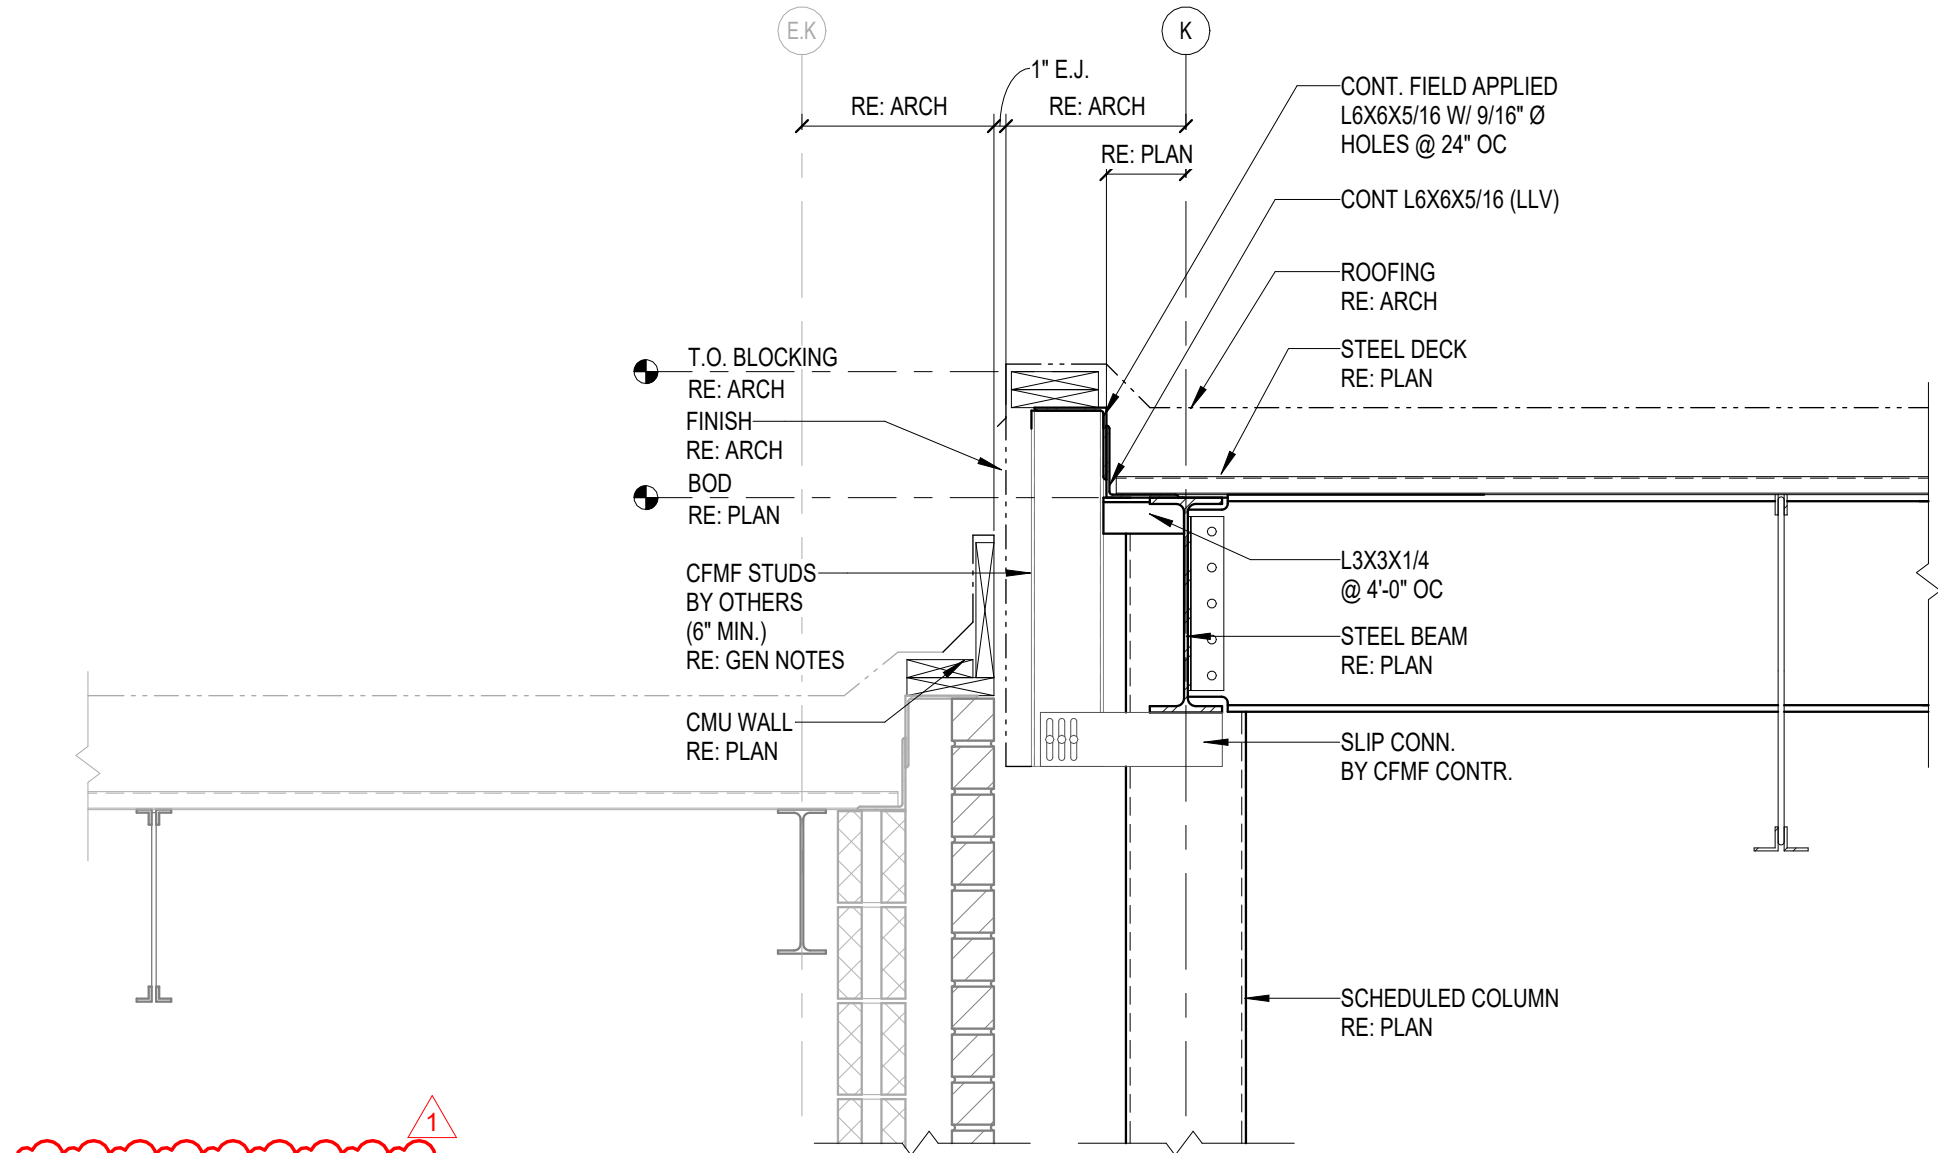 E.K
K
1" E.J.
RE: ARCH
RE: ARCH
RE: PLAN
CONT. FIELD APPLIED
L6X6X5/16 W/ 9/16" Ø
HOLES @ 24" OC
CONT L6X6X5/16 (LLV)
ROOFING
RE: ARCH
STEEL DECK
RE: PLAN
T.O. BLOCKING
RE: ARCH
FINISH
RE: ARCH
BOD
RE: PLAN
CFMF STUDS
BY OTHERS
(6" MIN.)
RE: GEN NOTES
CMU WALL
RE: PLAN
L3X3X1/4
@ 4'-0" OC
STEEL BEAM
RE: PLAN
SLIP CONN.
BY CFMF CONTR.
SCHEDULED COLUMN
RE: PLAN
1